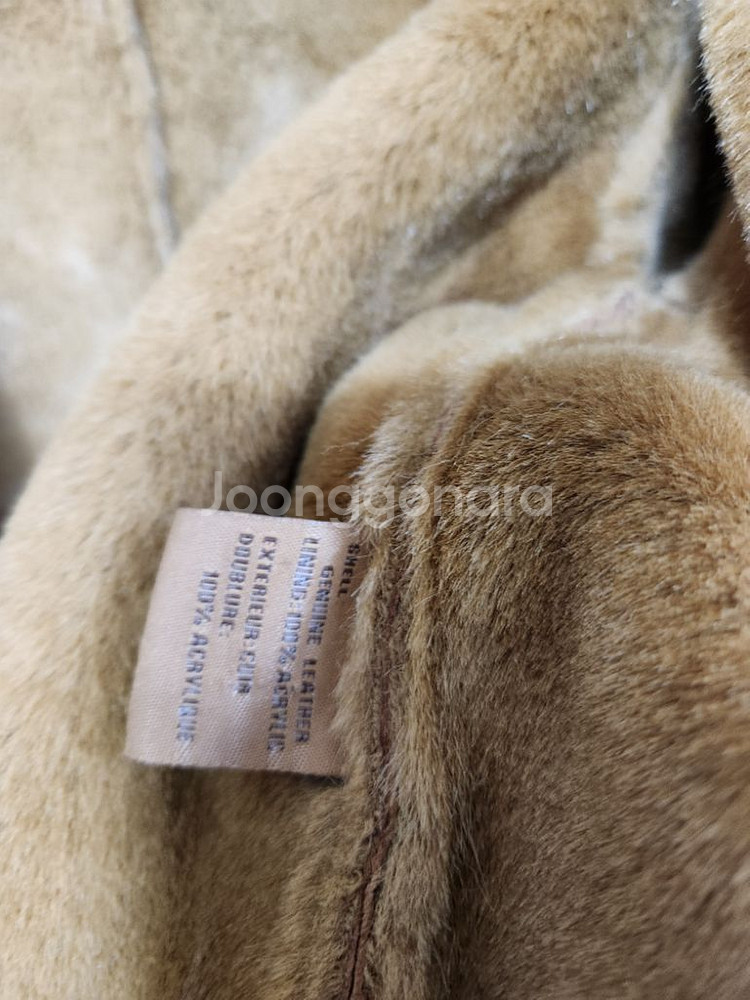 Joonggonara
SHELL
GENUINE LEATHER
LINING:100% ACRYLIC
EXTERIEUR:CUIR
DOUBLURE:
100% ACRYLIQUE